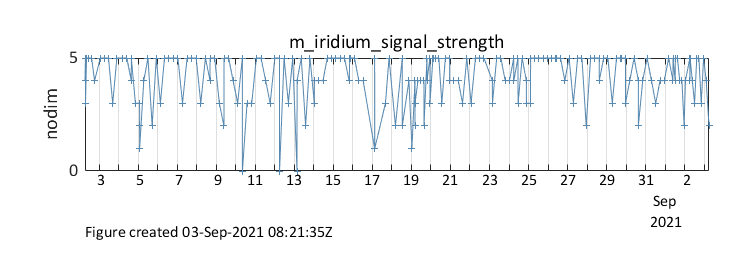 m_iridium_signal_strength
5
nodim
0
3 5 7 9 11 13 15 17 19 21 23 25 27 29 31 2
Sep
2021
Figure created 03-Sep-2021 08:21:35Z